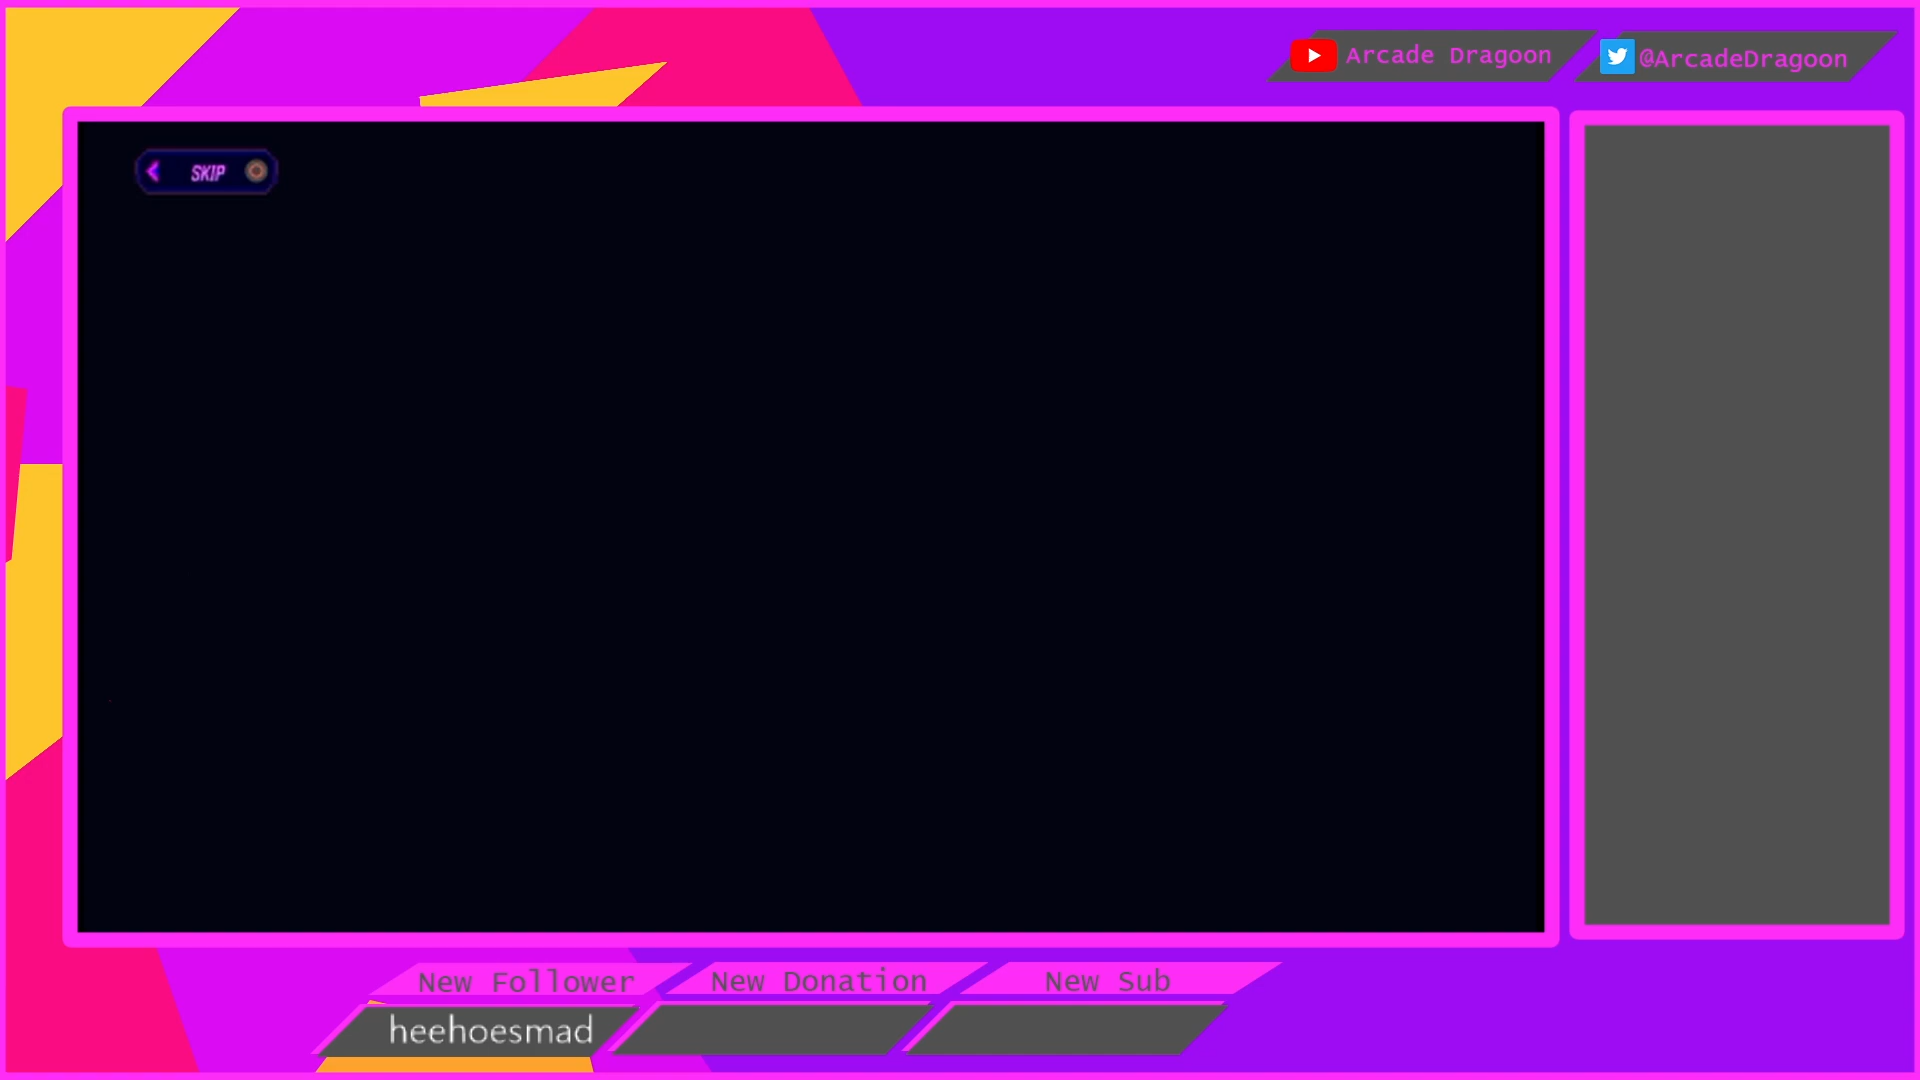 Arcade Dragoon
@ArcadeDragoon
SKIP
New Follower
New Donation
New Sub
heehoesmad